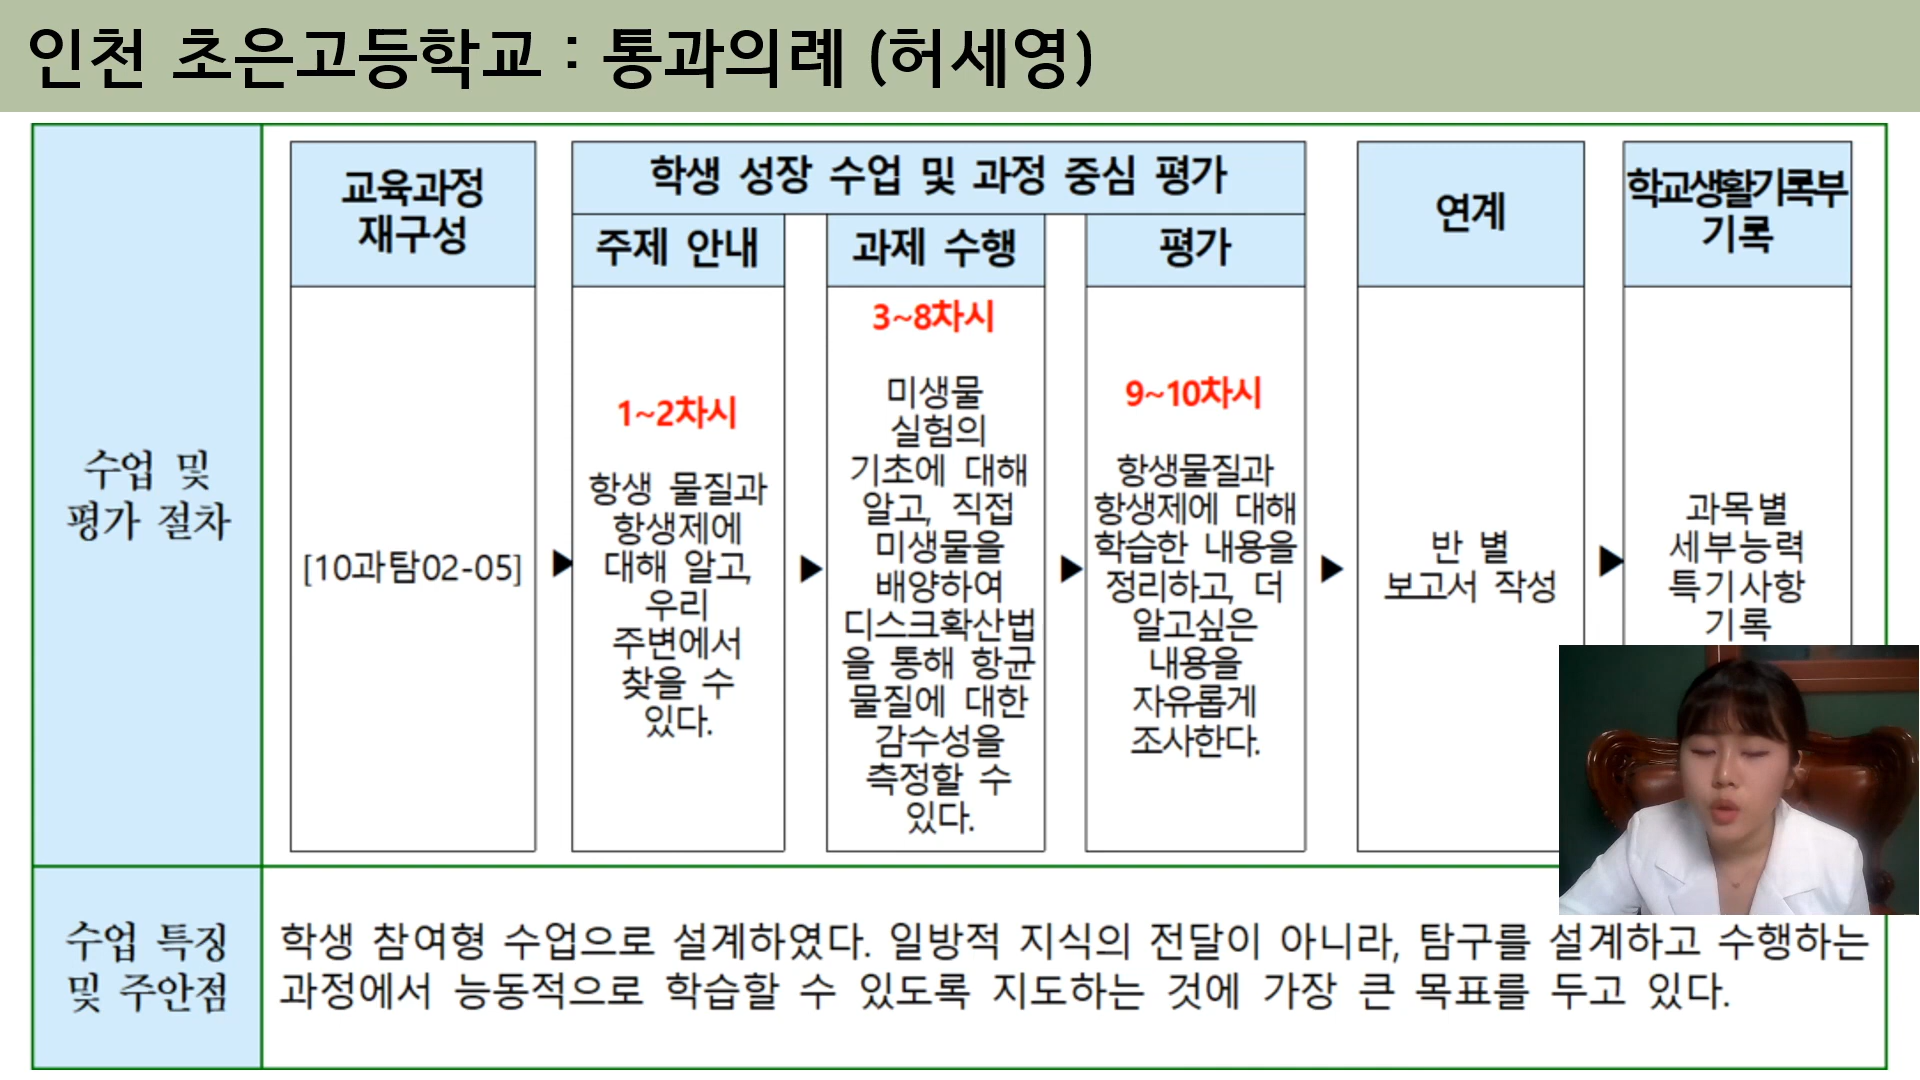 인천 초은고등학교 : 통과의례 (허세영)
수업 및
평가 절차
교육과정
재구성
[10과탐02-05]
학생 성장 수업 및 과정 중심 평가
주제 안내
1~2차시
항생 물질과
항생제에
대해 알고,
우리
주변에서
찾을 수
있다.
과제 수행
3~8차시
미생물
실험의
기초에 대해
알고, 직접
미생물을
배양하여
디스크확산법
을 통해 항균
물질에 대한
감수성을
측정할 수
있다.
평가
9~10차시
항생물질과
항생제에 대해
학습한 내용을
정리하고, 더
알고싶은
내용을
자유롭게
조사한다.
연계
반 별
보고서 작성
학교생활기록부
기록
과목별
세부능력
특기사항
기록
수업 특징
및 주안점
학생 참여형 수업으로 설계하였다. 일방적 지식의 전달이 아니라, 탐구를 설계하고 수행하는
과정에서 능동적으로 학습할 수 있도록 지도하는 것에 가장 큰 목표를 두고 있다.